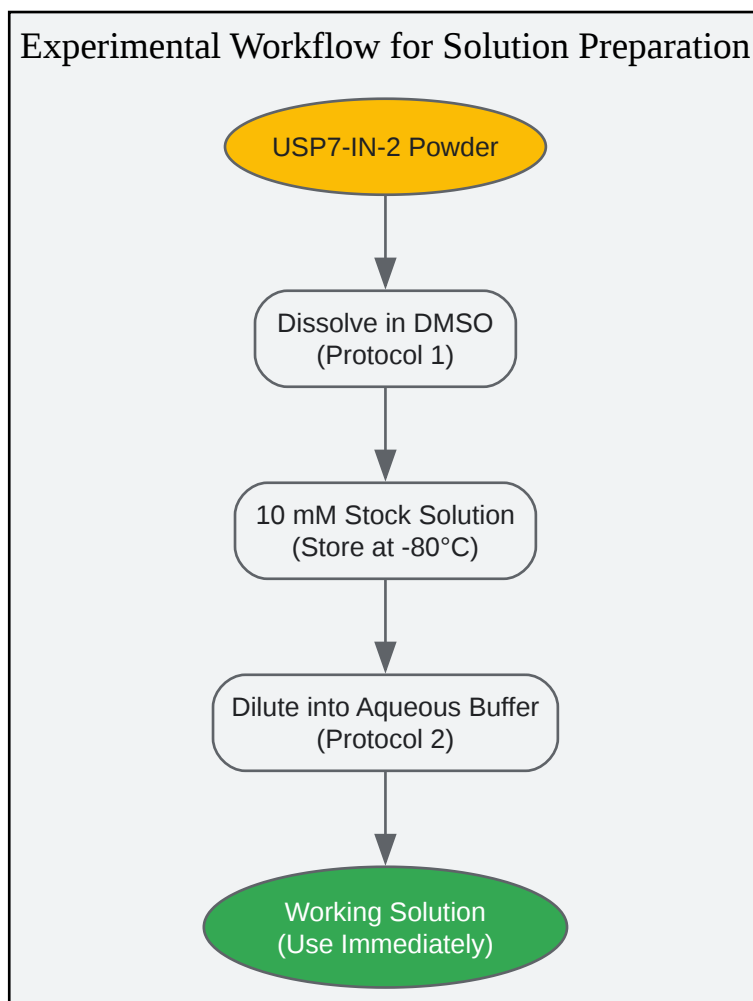 Experimental Workflow for Solution Preparation
USP7-IN-2 Powder
Dissolve in DMSO
(Protocol 1)
10 mM Stock Solution
(Store at -80°C)
Dilute into Aqueous Buffer
(Protocol 2)
Working Solution
(Use Immediately)